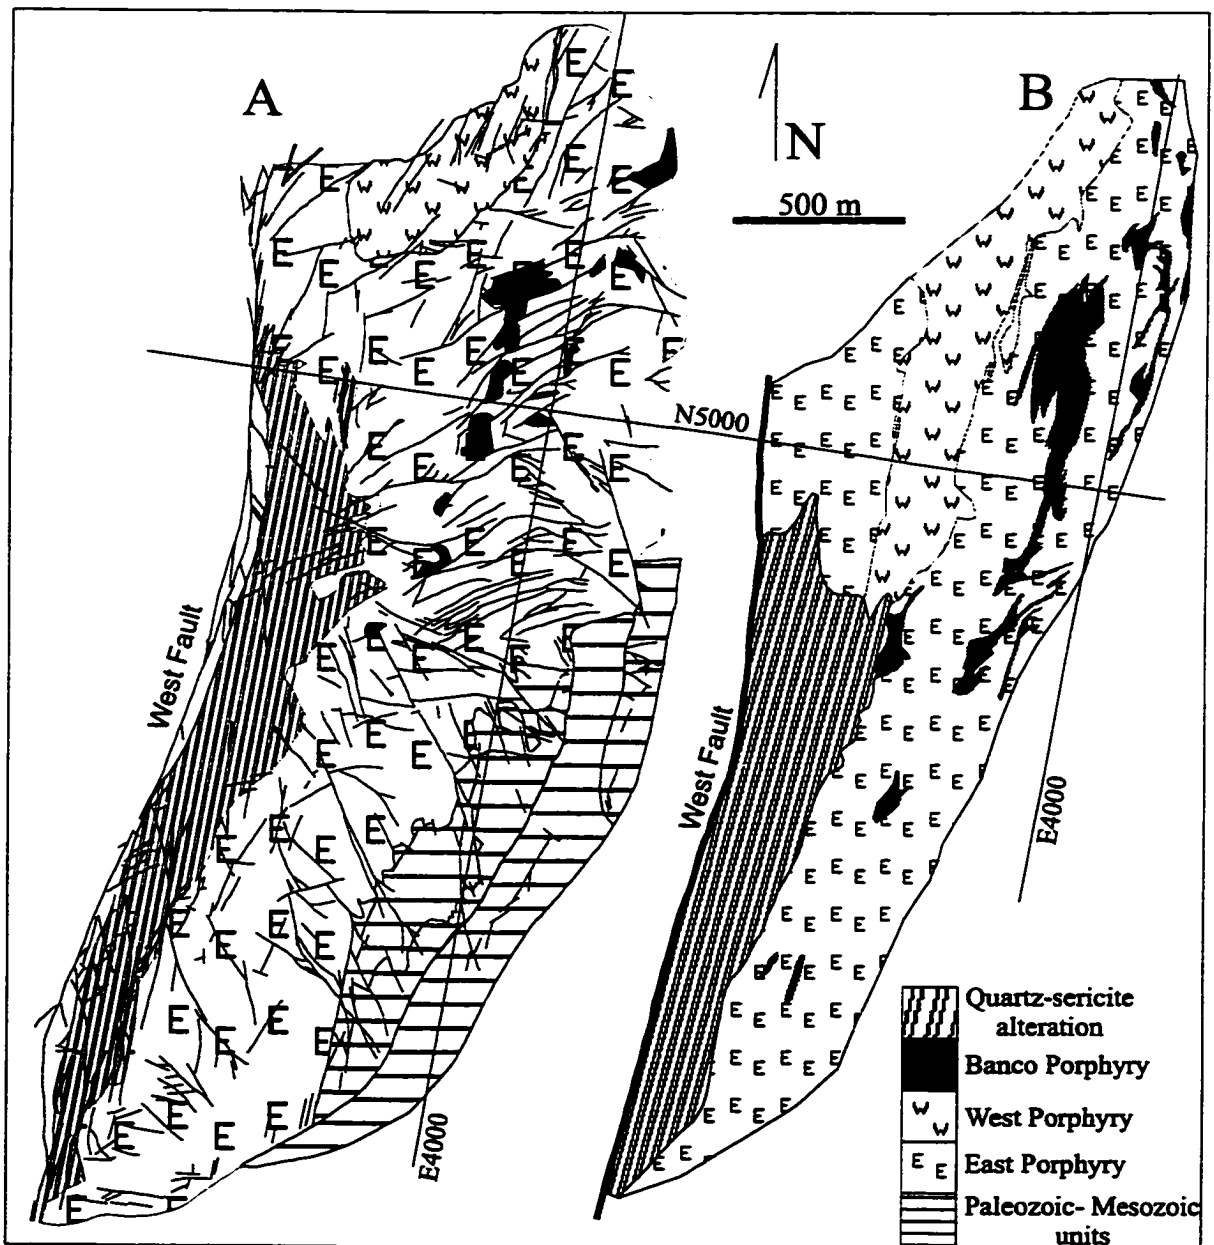 A
B
N
500 m
N5000
West Fault
West Fault
E4000
E4000
Quartz-sericite
alteration
Banco Porphyry
W
W
West Porphyry
E
E
East Porphyry
Paleozoic- Mesozoic
units